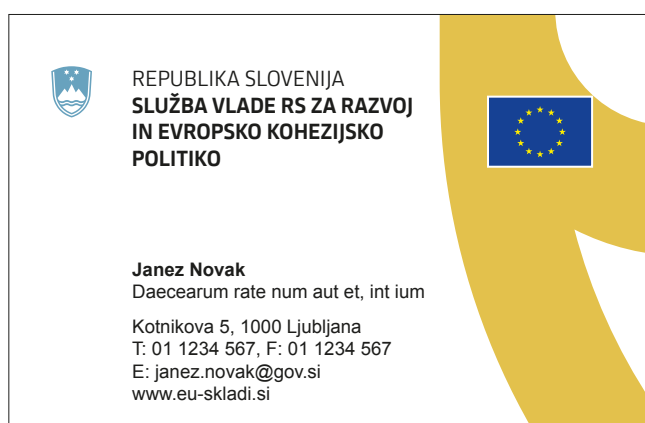 REPUBLIKA SLOVENIJA
SLUŽBA VLADE RS ZA RAZVOJ
IN EVROPSKO KOHEZIJSKO
POLITIKO
Janez Novak
Daecearum rate num aut et, int ium
Kotnikova 5, 1000 Ljubljana
T: 01 1234 567, F: 01 1234 567
E: janez.novak@gov.si
www.eu-skladi.si